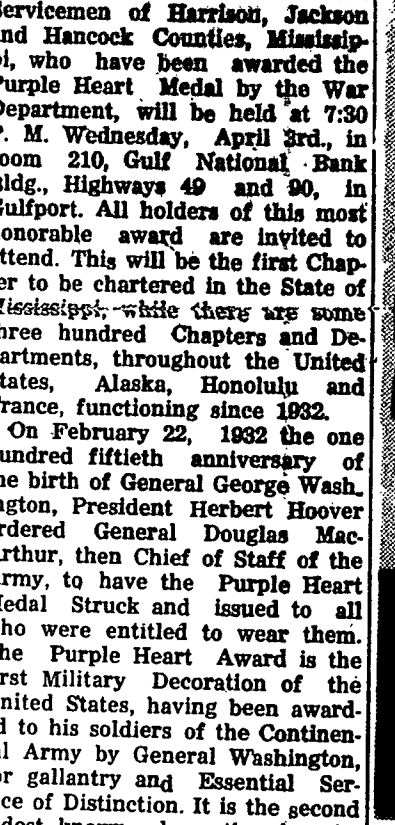 ervicemen of Harrison, Jackson
nd Hancock Counties, Mississip-
i, who have been awarded the
urple Heart Medal by the War
epartment, will be held at 7:30
. M. Wednesday, April 3rd., in
oom 210, Gulf National Bank
ldg., Highways 49 and 90, in
ulfport. All holders of this most
onorable award are invited to
ttend. This will be the first Chap-
er to be chartered in the State of
ississippi, while there are some
hree hundred Chapters and De-
artments, throughout the United
tates, Alaska, Honolulu and
rance, functioning since 1932.
On February 22, 1932 the one
undred fiftieth anniversary of
he birth of General George Wash-
ngton, President Herbert Hoover
rdered General Douglas Mac-
rthur, then Chief of Staff of the
rmy, to have the Purple Heart
edal Struck and issued to all
ho were entitled to wear them.
he Purple Heart Award is the
rst Military Decoration of the
nited States, having been award-
d to his soldiers of the Continen-
l Army by General Washington,
or gallantry and Essential Ser-
ce of Distinction. It is the second